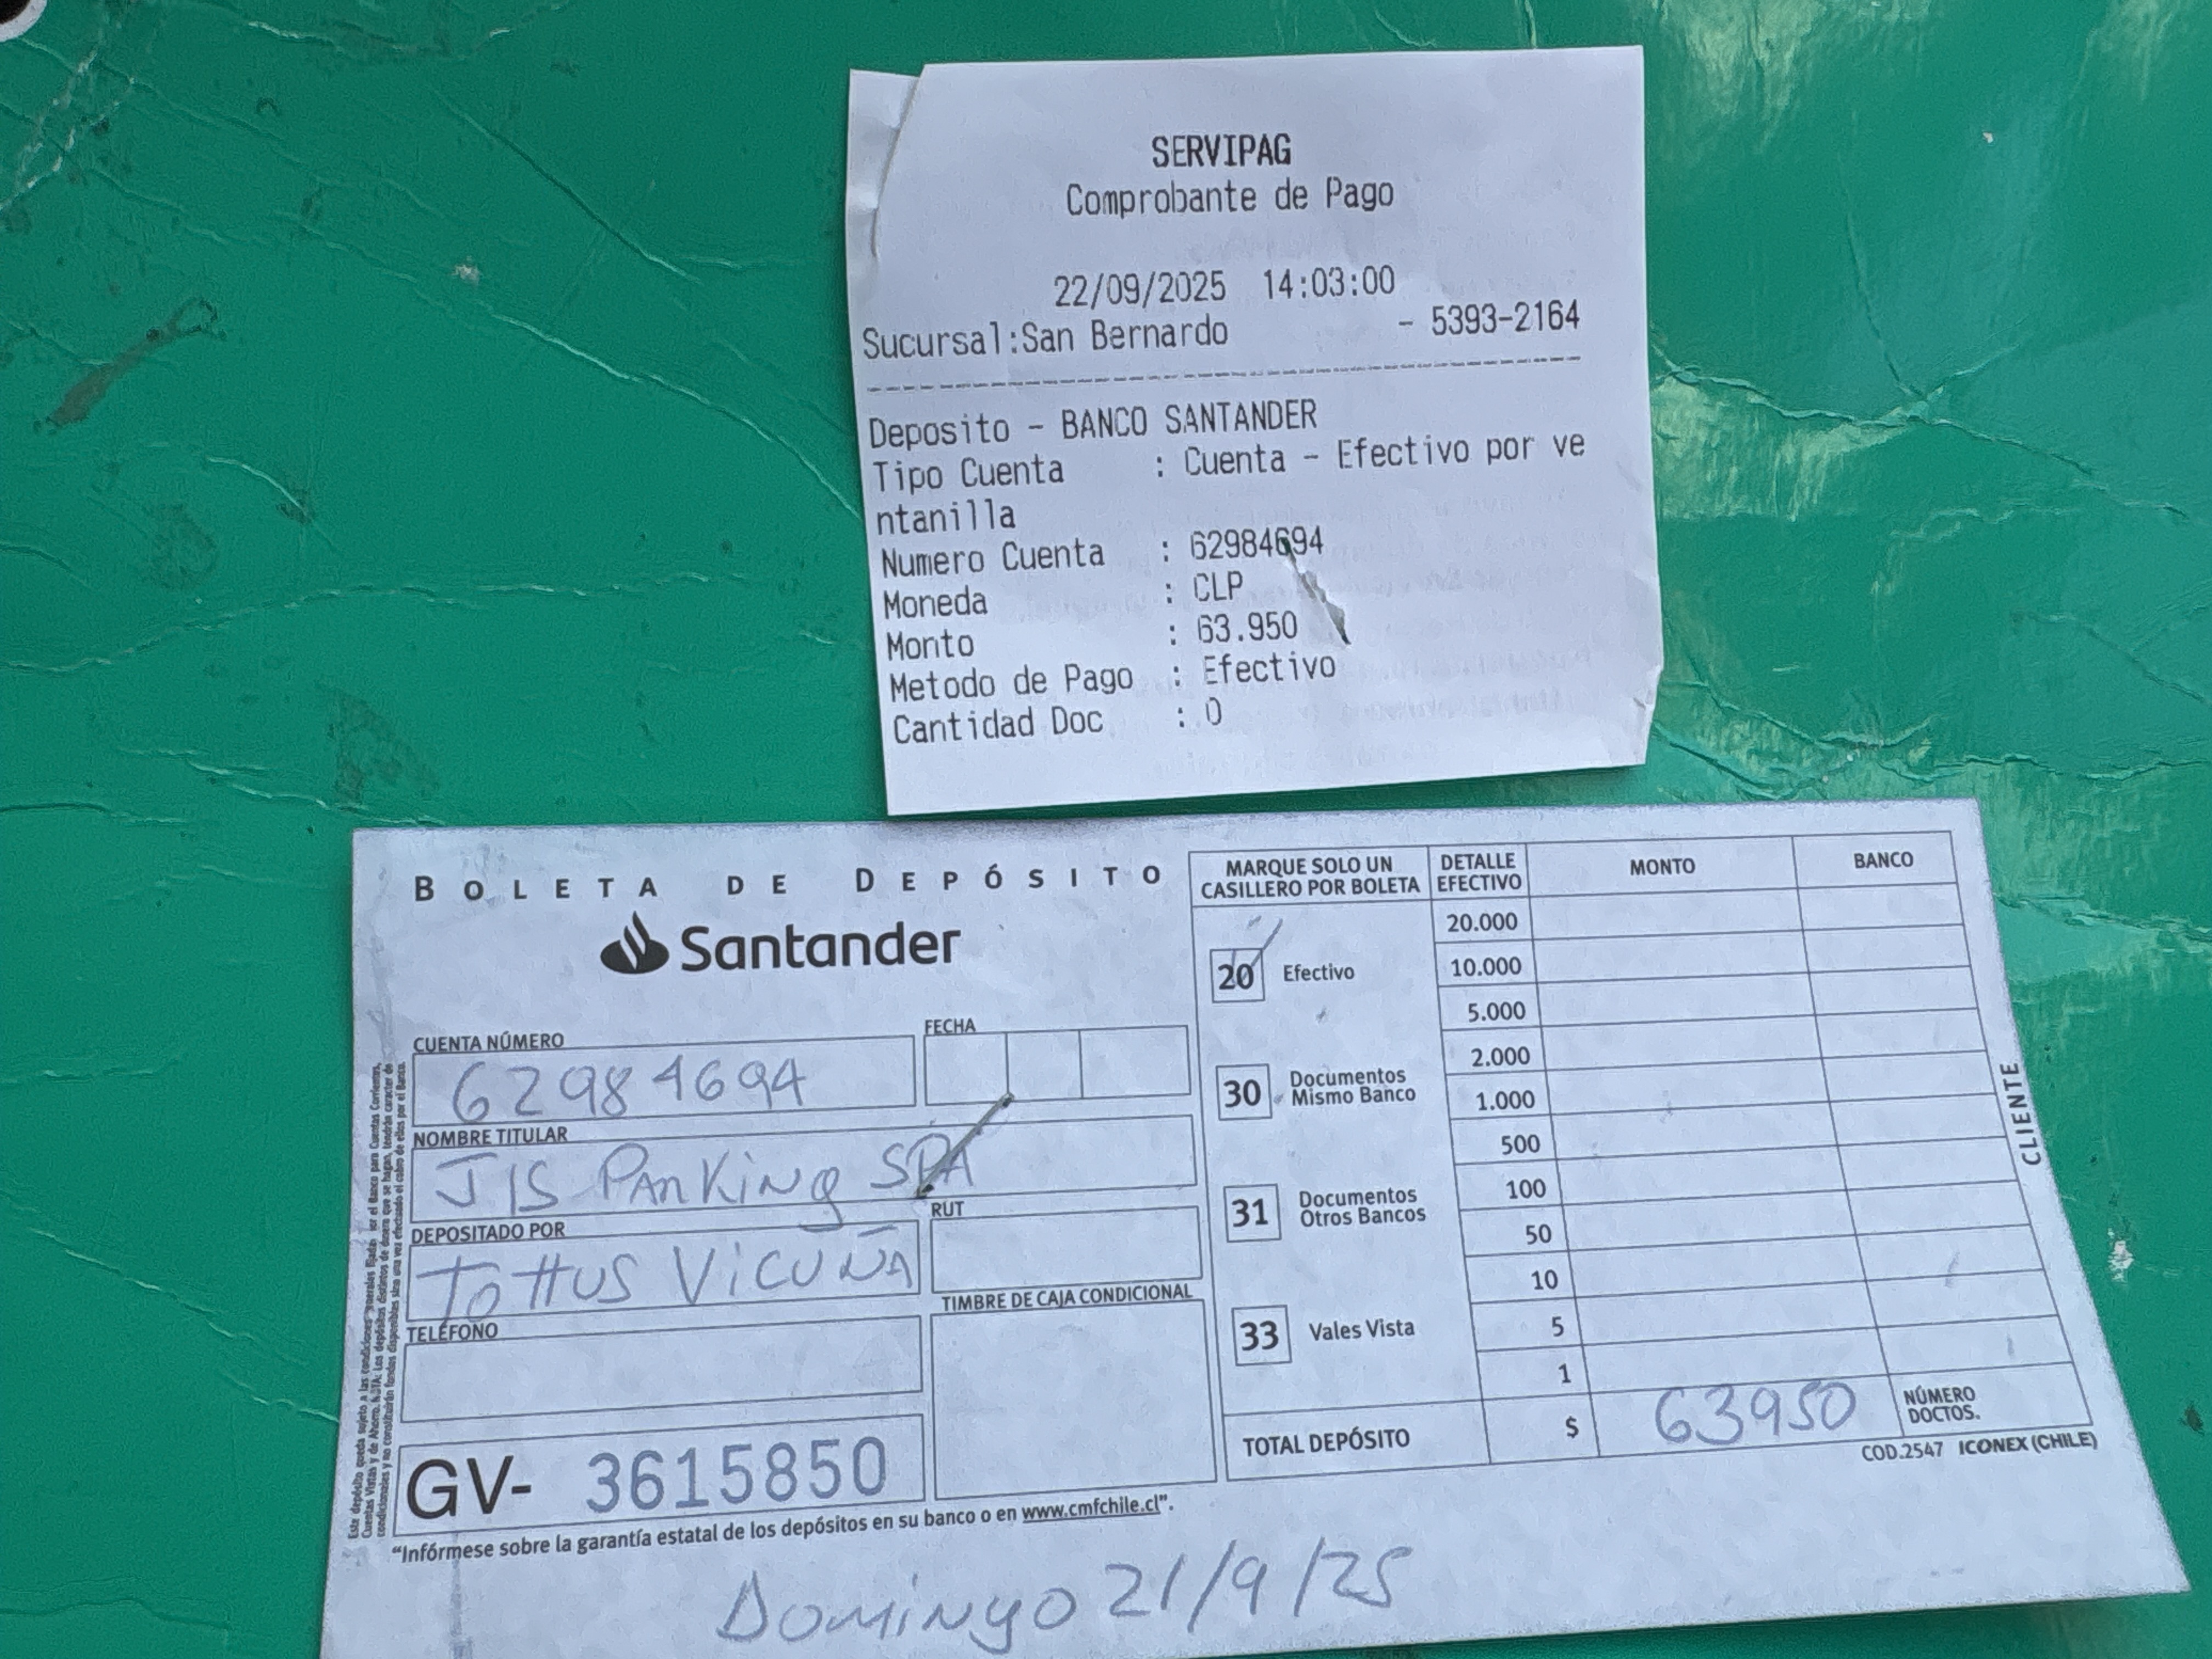 SERVIPAG
Comprobante de Pago
22/09/2025 14:03:00
Sucursal:San Bernardo - 5393-2164
Deposito - BANCO SANTANDER
Tipo Cuenta : Cuenta - Efectivo por ve
ntanilla
Numero Cuenta : 62984694
Moneda : CLP
Monto : 63.950
Metodo de Pago : Efectivo
Cantidad Doc : 0
BOLETA DE DEPÓSITO
Santander
CUENTA NÚMERO
62984694
FECHA
NOMBRE TITULAR
JIS PARKING SPA
DEPOSITADO POR
TOTTUS VICUÑA
RUT
TELÉFONO
TIMBRE DE CAJA CONDICIONAL
GV- 3615850
"Infórmese sobre la garantía estatal de los depósitos en su banco o en www.cmfchile.cl".
MARQUE SOLO UN
CASILLERO POR BOLETA
20 Efectivo
30 Documentos
Mismo Banco
31 Documentos
Otros Bancos
33 Vales Vista
DETALLE
EFECTIVO
MONTO
BANCO
20.000
10.000
5.000
2.000
1.000
500
100
50
10
5
1
TOTAL DEPÓSITO $ 63950
NÚMERO
DOCTOS.
CLIENTE
COD.2547 ICONEX (CHILE)
Domingo 21/9/25